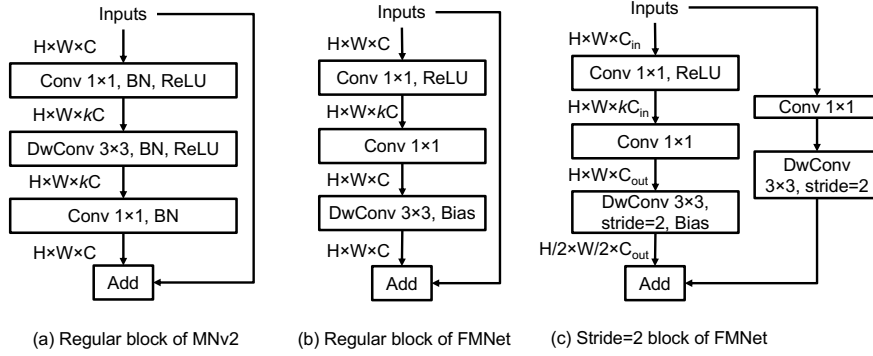 Inputs
H×W×C
Conv 1×1, BN, ReLU
H×W×kC
DwConv 3×3, BN, ReLU
H×W×kC
Conv 1×1, BN
H×W×C
Add
(a) Regular block of MNv2
Inputs
H×W×C
Conv 1×1, ReLU
H×W×kC
Conv 1×1
H×W×C
DwConv 3×3, Bias
H×W×C
Add
(b) Regular block of FMNet
Inputs
H×W×Cin
Conv 1×1, ReLU
H×W×kCin
Conv 1×1
H×W×Cout
DwConv 3×3,
stride=2, Bias
H/2×W/2×Cout
Add
Conv 1×1
DwConv
3×3, stride=2
(c) Stride=2 block of FMNet